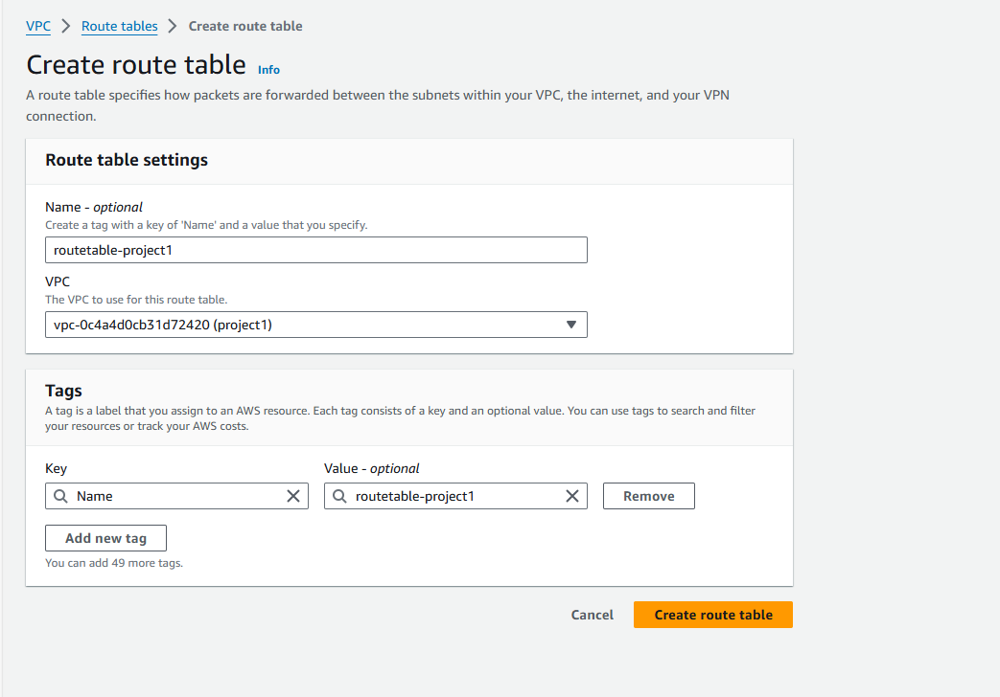 VPC > Route tables > Create route table
Create route table Info
A route table specifies how packets are forwarded between the subnets within your VPC, the internet, and your VPN
connection.
Route table settings
Name - optional
Create a tag with a key of 'Name' and a value that you specify.
routetable-project1
VPC
The VPC to use for this route table.
vpc-0c4a4d0cb31d72420 (project1)
Tags
A tag is a label that you assign to an AWS resource. Each tag consists of a key and an optional value. You can use tags to search and filter
your resources or track your AWS costs.
Key Value - optional
Name routetable-project1 Remove
Add new tag
You can add 49 more tags.
Cancel Create route table